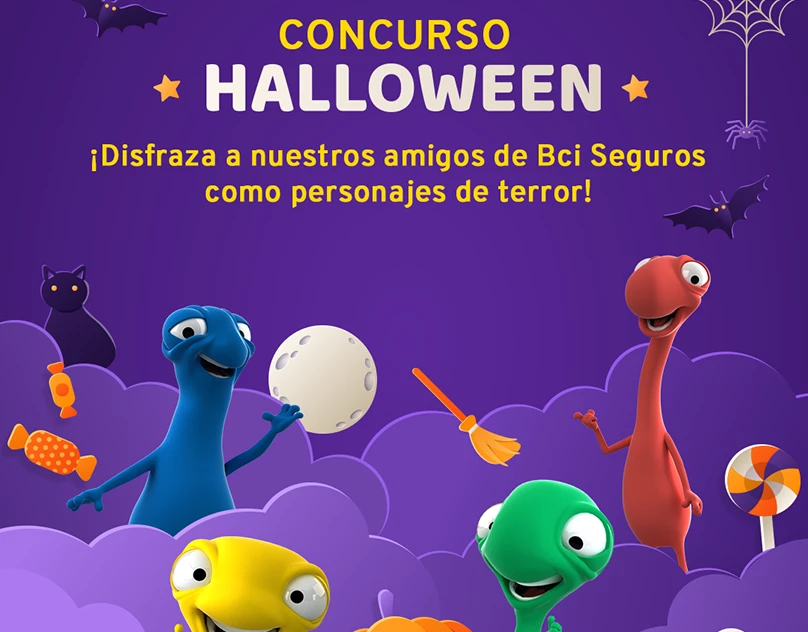 CONCURSO
HALLOWEEN
¡Disfraza a nuestros amigos de Bci Seguros
como personajes de terror!